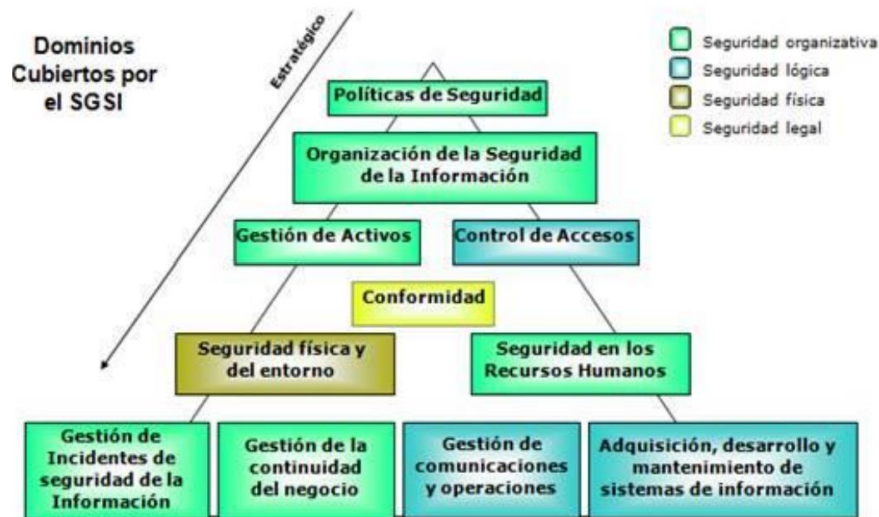 Dominios
Cubiertos por
el SGSI
Estratégico
Seguridad organizativa
Seguridad lógica
Seguridad física
Seguridad legal
Políticas de Seguridad
Organización de la Seguridad
de la Información
Gestión de Activos
Control de Accesos
Conformidad
Seguridad física y
del entorno
Seguridad en los
Recursos Humanos
Gestión de
Incidentes de
seguridad de la
Información
Gestión de la
continuidad
del negocio
Gestión de
comunicaciones
y operaciones
Adquisición, desarrollo y
mantenimiento de
sistemas de información